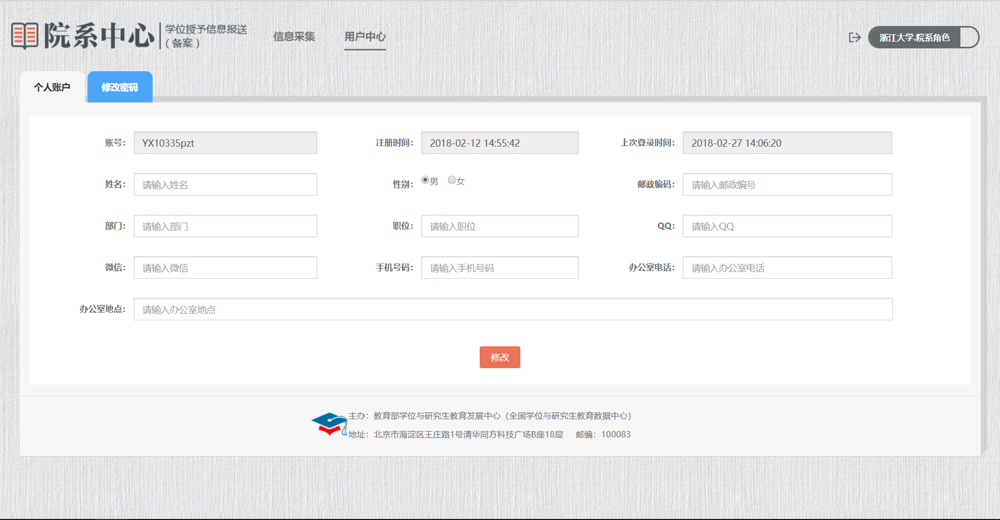 院系中心
学位授予信息报送
（备案）
信息采集
用户中心
浙江大学.院系角色
个人账户
修改密码
账号： YX10335pzt
注册时间： 2018-02-12 14:55:42
上次登录时间： 2018-02-27 14:06:20
姓名： 请输入姓名
性别： 男 女
邮政编码： 请输入邮政编号
部门： 请输入部门
职位： 请输入职位
QQ： 请输入QQ
微信： 请输入微信
手机号码： 请输入手机号码
办公室电话： 请输入办公室电话
办公室地点： 请输入办公室地点
修改
主办：教育部学位与研究生教育发展中心（全国学位与研究生教育数据中心）
地址：北京市海淀区王庄路1号清华同方科技广场B座18层 邮编：100083